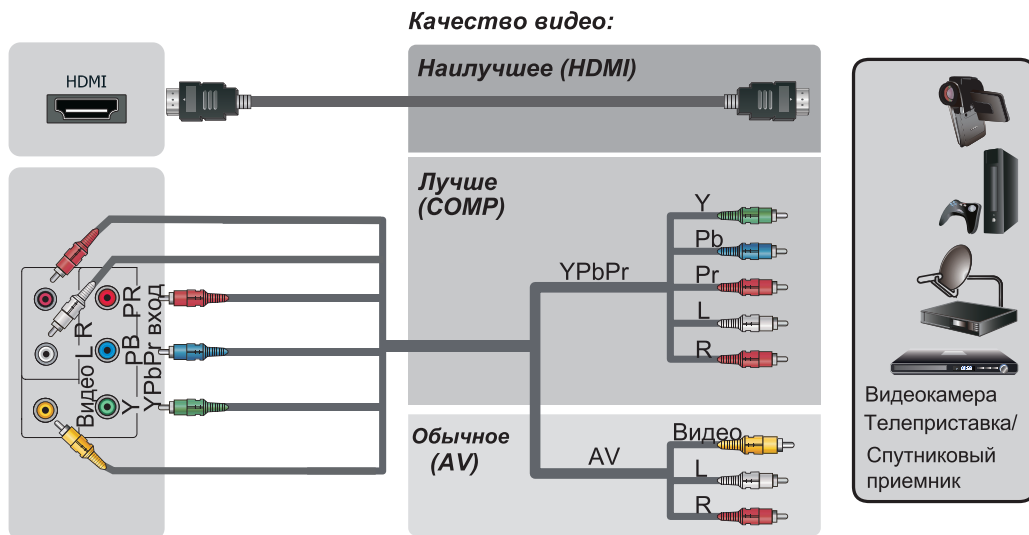 Качество видео:
HDMI
Наилучшее (HDMI)
Лучше
(COMP)
Y
Pb
YPbPr
Pr
L
R
R
PR
L
PB
YPbPr вход
Видео
Y
Обычное
(AV)
AV
Видео
L
R
Видеокамера
Телеприставка/
Спутниковый
приемник